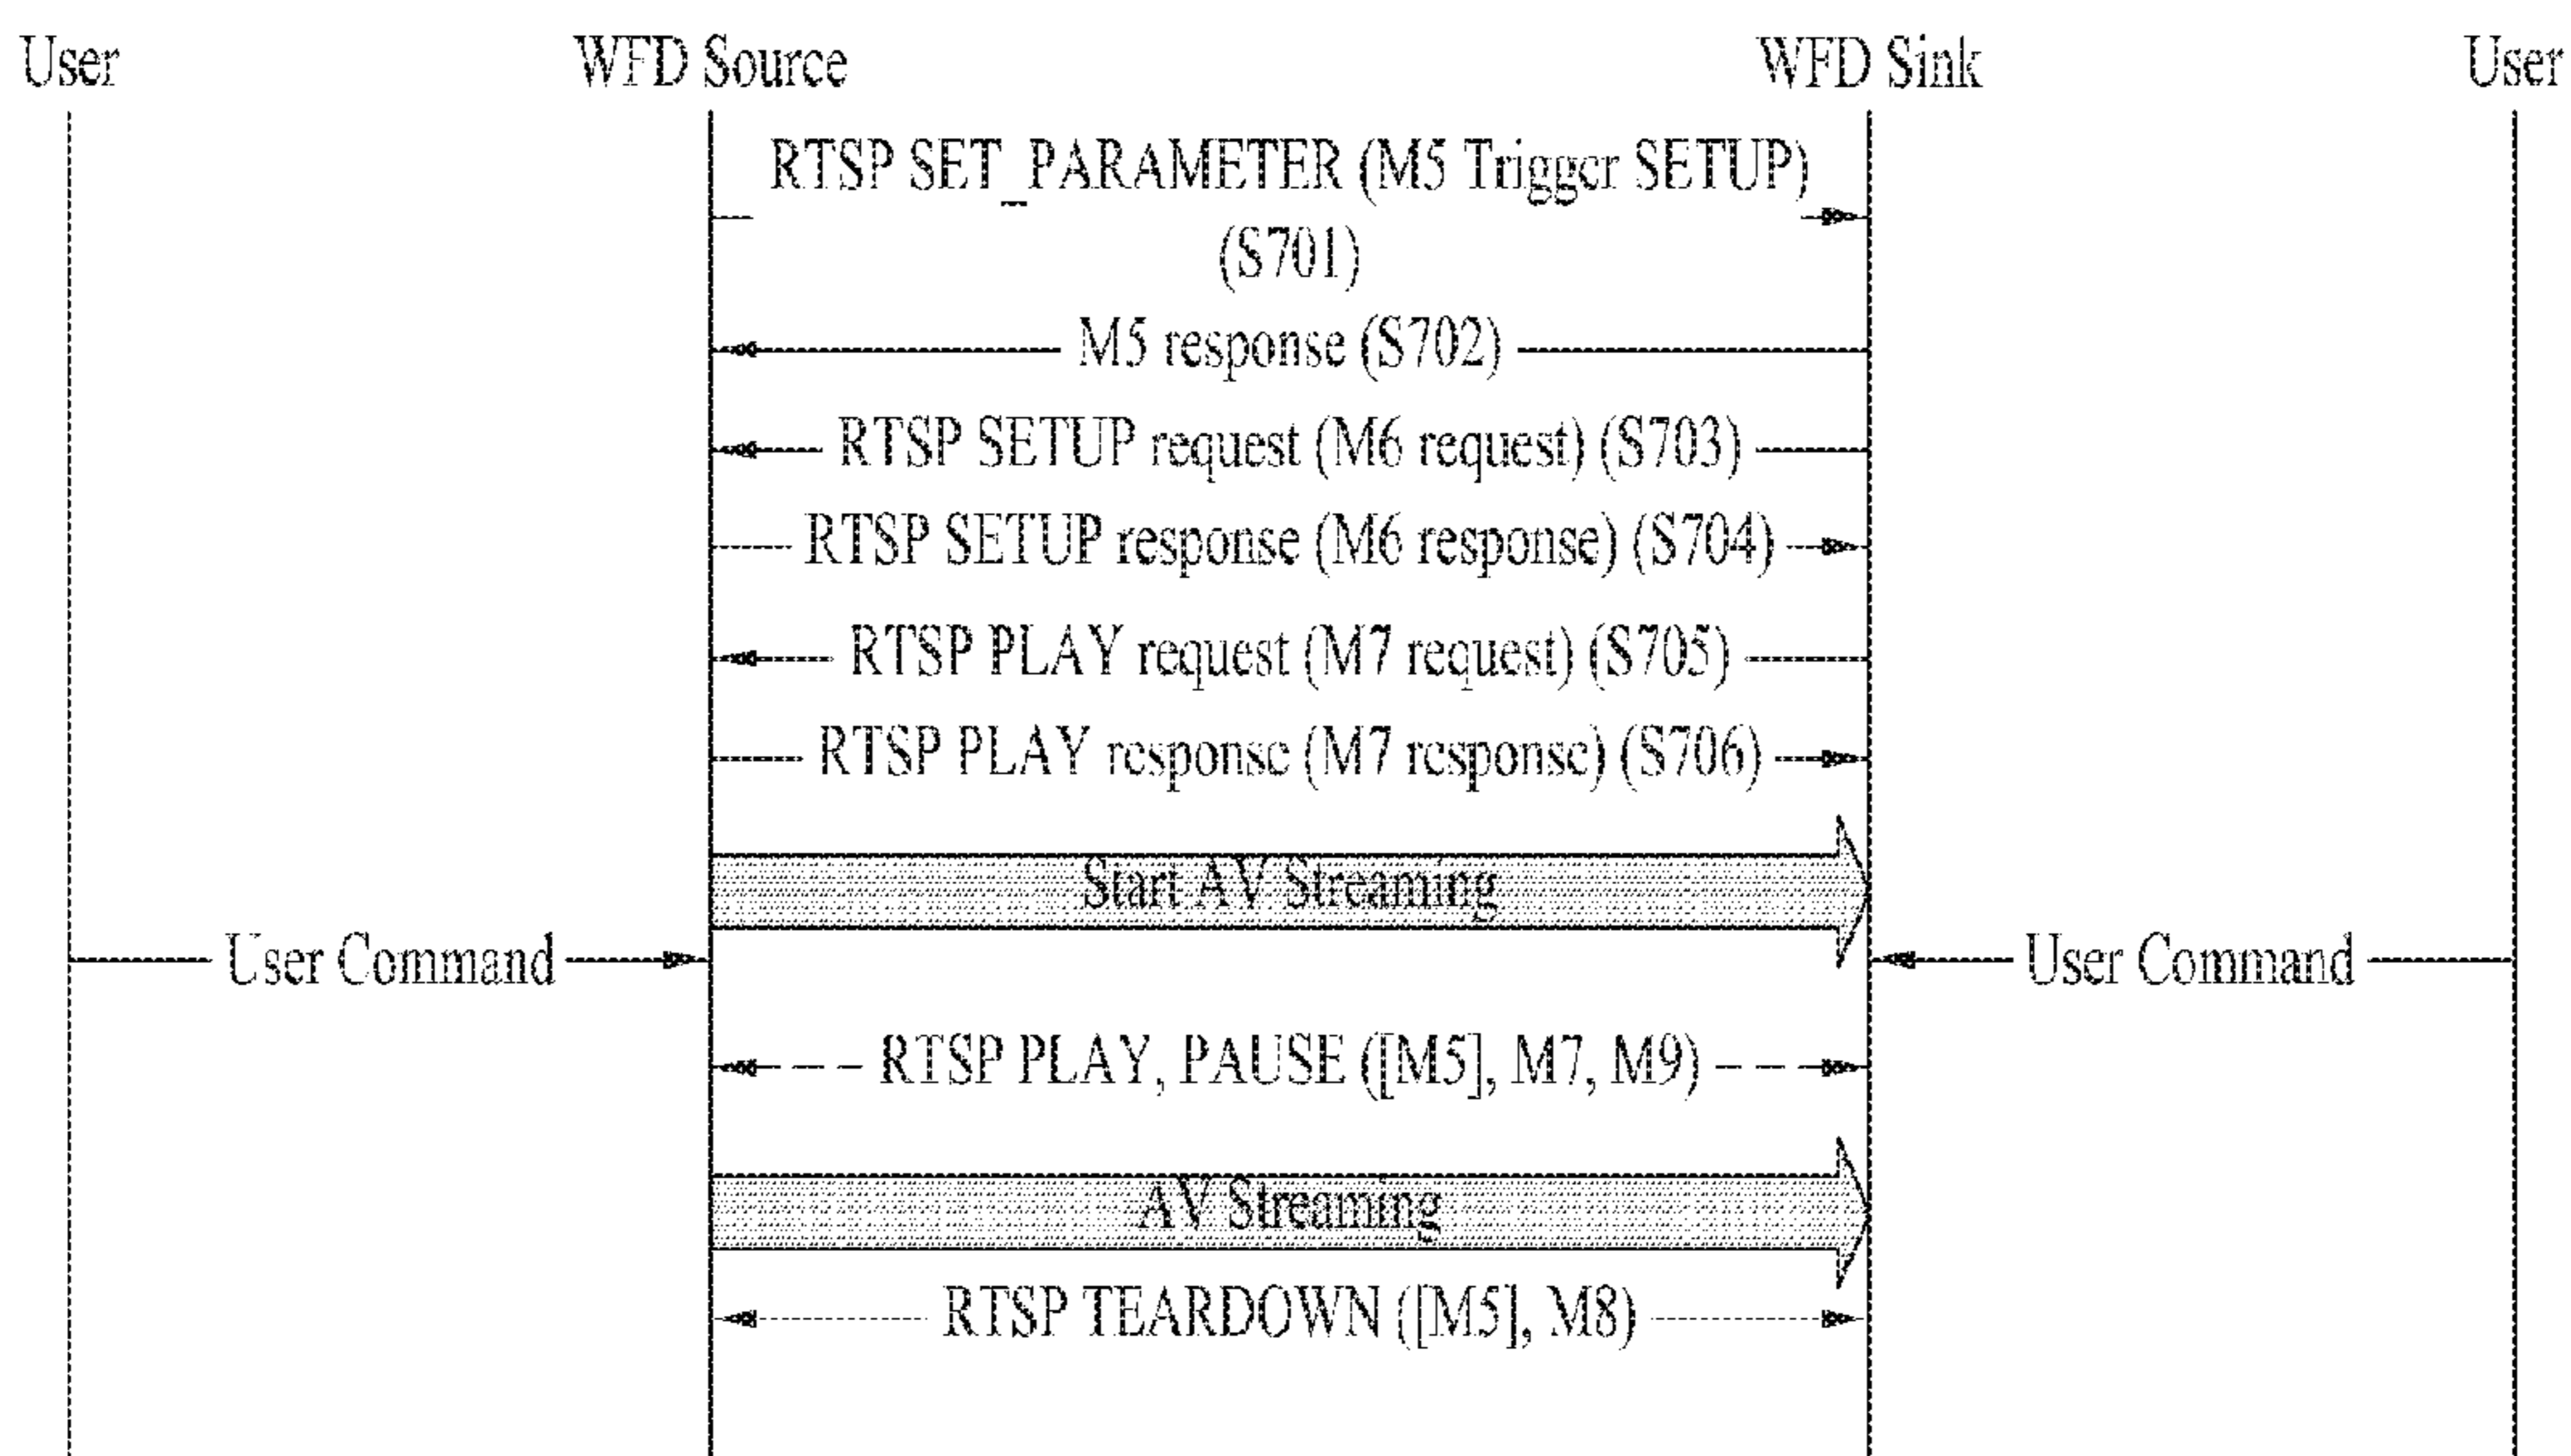 User
WFD Source
WFD Sink
User
RTSP SET_PARAMETER (M5 Trigger SETUP)
(S701)
M5 response (S702)
RTSP SETUP request (M6 request) (S703)
RTSP SETUP response (M6 response) (S704)
RTSP PLAY request (M7 request) (S705)
RTSP PLAY response (M7 response) (S706)
Start AV Streaming
User Command
User Command
RTSP PLAY, PAUSE ([M5], M7, M9)
AV Streaming
RTSP TEARDOWN ([M5], M8)